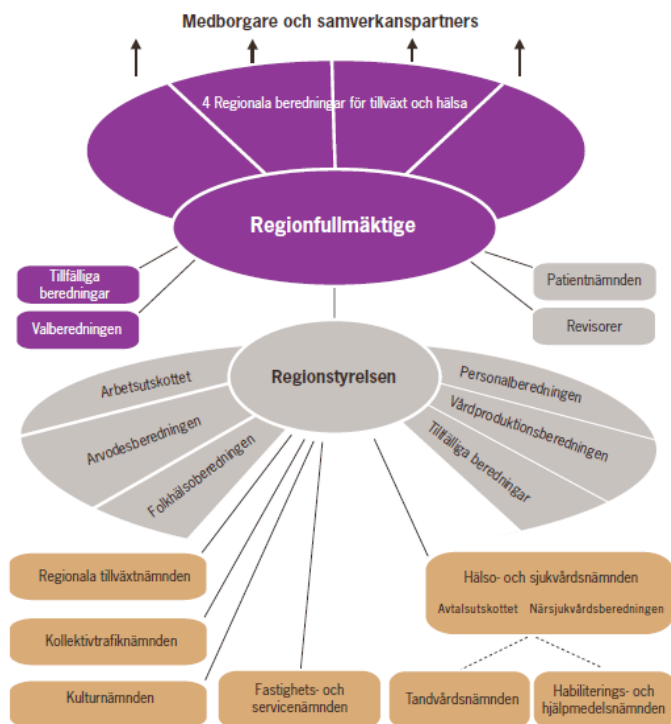 Medborgare och samverkanspartners
4 Regionala beredningar för tillväxt och hälsa
Regionfullmäktige
Tillfälliga
beredningar
Valberedningen
Patientnämnden
Revisorer
Regionstyrelsen
Arbetsutskottet
Arvodesberedningen
Folkhälsoberedningen
Personalberedningen
Vårdproduktionsberedningen
Tillfälliga beredningar
Regionala tillväxtnämnden
Kollektivtrafiknämnden
Kulturnämnden
Fastighets- och
servicenämnden
Hälso- och sjukvårdsnämnden
Avtalsutskottet Närsjukvårdsberedningen
Tandvårdsnämnden
Habiliterings- och
hjälpmedelsnämnden